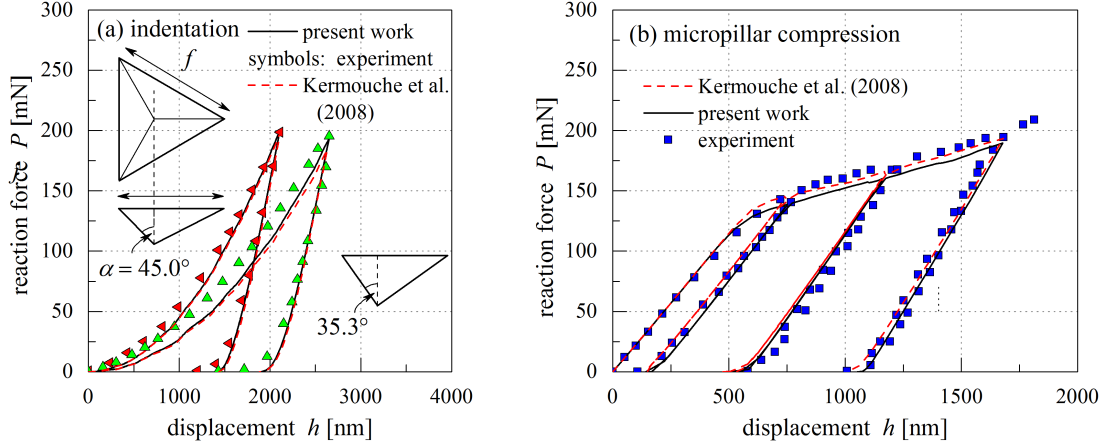 (a) indentation
present work
symbols: experiment
Kermouche et al.
(2008)
f
α = 45.0°
35.3°
reaction force P [mN]
300
250
200
150
100
50
0
0 1000 2000 3000 4000
displacement h [nm]
(b) micropillar compression
Kermouche et al. (2008)
present work
experiment
reaction force P [mN]
300
250
200
150
100
50
0
0 500 1000 1500 2000
displacement h [nm]